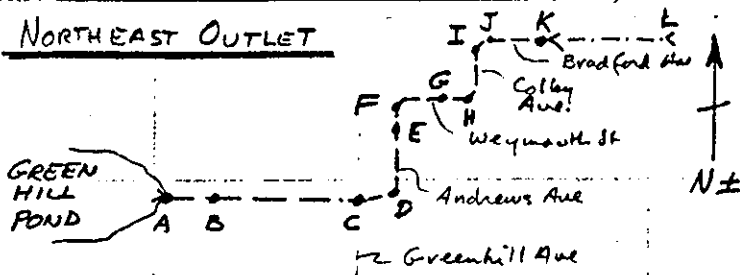 NORTHEAST OUTLET
I J K L
Bradford Ave
Colby Ave.
F G H
Weymouth St
E
GREEN HILL POND
A B C D
Andrews Ave
N ±
Greenhill Ave